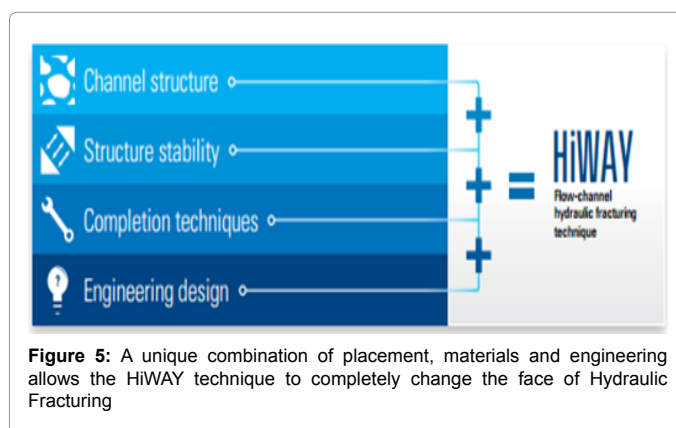 Channel structure
Structure stability
Completion techniques
Engineering design
+
+
+
=
HiWAY
Flow-channel
hydraulic fracturing
technique
Figure 5: A unique combination of placement, materials and engineering
allows the HiWAY technique to completely change the face of Hydraulic
Fracturing